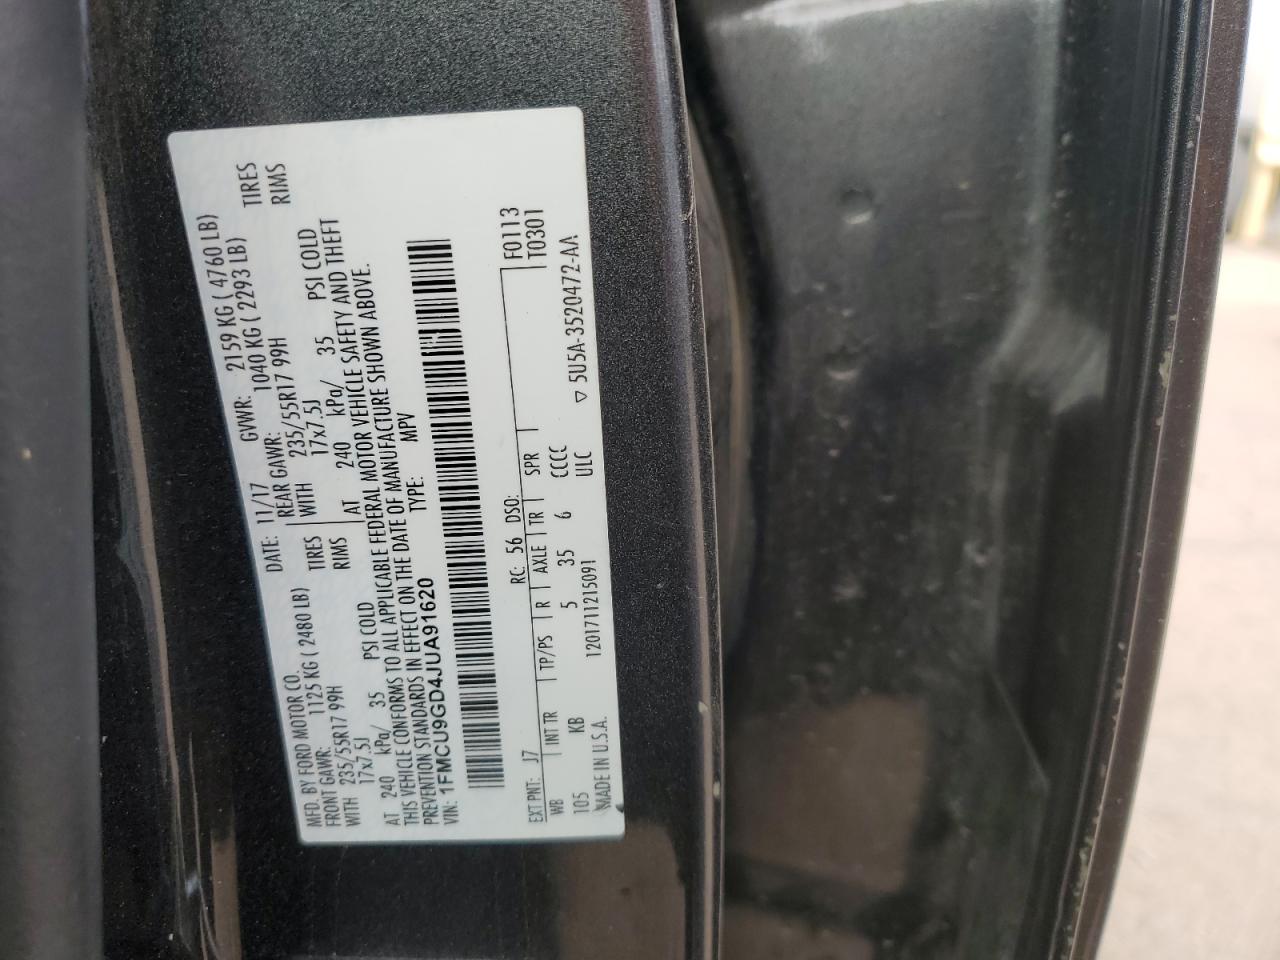 MFD. BY FORD MOTOR CO. DATE: 11/17 GVWR: 2159 KG ( 4760 LB)
FRONT GAWR: 1125 KG ( 2480 LB) REAR GAWR: 1040 KG ( 2293 LB)
WITH 235/55R17 99H TIRES WITH 235/55R17 99H TIRES
17x7.5J RIMS 17x7.5J RIMS
AT 240 kPa/ 35 PSI COLD AT 240 kPa/ 35 PSI COLD
THIS VEHICLE CONFORMS TO ALL APPLICABLE FEDERAL MOTOR VEHICLE SAFETY AND THEFT
PREVENTION STANDARDS IN EFFECT ON THE DATE OF MANUFACTURE SHOWN ABOVE.
VIN: 1FMCU9GD4JUA91620 TYPE: MPV
EXT PNT: J7 RC: 56 DSO: F0113
WB INT TR TP/PS R AXLE TR SPR T0301
105 KB 5 35 6 CCCC
MADE IN U.S.A. 1201711215091 ULC ▽ 5U5A-3520472-AA